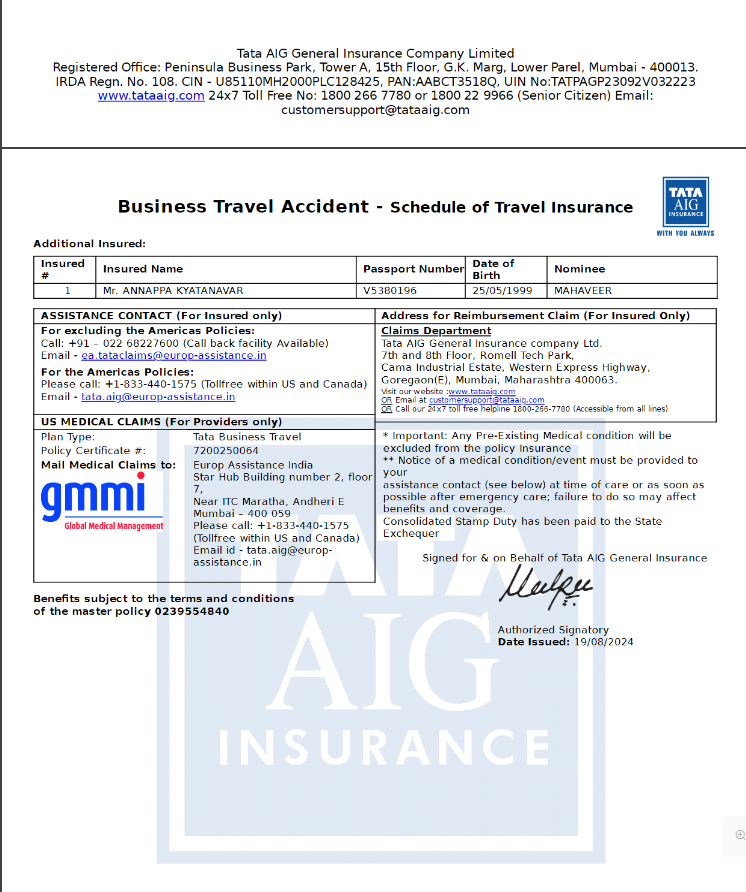 Tata AIG General Insurance Company Limited
Registered Office: Peninsula Business Park, Tower A, 15th Floor, G.K. Marg, Lower Parel, Mumbai - 400013.
IRDA Regn. No. 108. CIN - U85110MH2000PLC128425, PAN:AABCT3518Q, UIN No:TATPAGP23092V032223
www.tataaig.com 24x7 Toll Free No: 1800 266 7780 or 1800 22 9966 (Senior Citizen) Email:
customersupport@tataaig.com
TATA
AIG
INSURANCE
WITH YOU ALWAYS
Business Travel Accident - Schedule of Travel Insurance
Additional Insured:
Insured # Insured Name Passport Number Date of Birth Nominee
1 Mr. ANNAPPA KYATANAVAR V5380196 25/05/1999 MAHAVEER
ASSISTANCE CONTACT (For Insured only)
For excluding the Americas Policies:
Call: +91 – 022 68227600 (Call back facility Available)
Email - ea.tataclaims@europ-assistance.in
For the Americas Policies:
Please call: +1-833-440-1575 (Tollfree within US and Canada)
Email - tata.aig@europ-assistance.in
Address for Reimbursement Claim (For Insured Only)
Claims Department
Tata AIG General Insurance company Ltd.
7th and 8th Floor, Romell Tech Park,
Cama Industrial Estate, Western Express Highway,
Goregaon(E), Mumbai, Maharashtra 400063.
Visit our website :www.tataaig.com
OR Email at customersupport@tataaig.com
OR Call our 24x7 toll free helpline 1800-266-7780 (Accessible from all lines)
US MEDICAL CLAIMS (For Providers only)
Plan Type: Tata Business Travel
Policy Certificate #: 7200250064
Mail Medical Claims to: Europ Assistance India
Star Hub Building number 2, floor
7,
Near ITC Maratha, Andheri E
Mumbai – 400 059
Please call: +1-833-440-1575
(Tollfree within US and Canada)
Email id - tata.aig@europ-
assistance.in
gmmi
Global Medical Management
* Important: Any Pre-Existing Medical condition will be
excluded from the policy Insurance
** Notice of a medical condition/event must be provided to
your
assistance contact (see below) at time of care or as soon as
possible after emergency care; failure to do so may affect
benefits and coverage.
Consolidated Stamp Duty has been paid to the State
Exchequer
Signed for & on Behalf of Tata AIG General Insurance
Authorized Signatory
Date Issued: 19/08/2024
Benefits subject to the terms and conditions
of the master policy 0239554840
TATA
AIG
INSURANCE